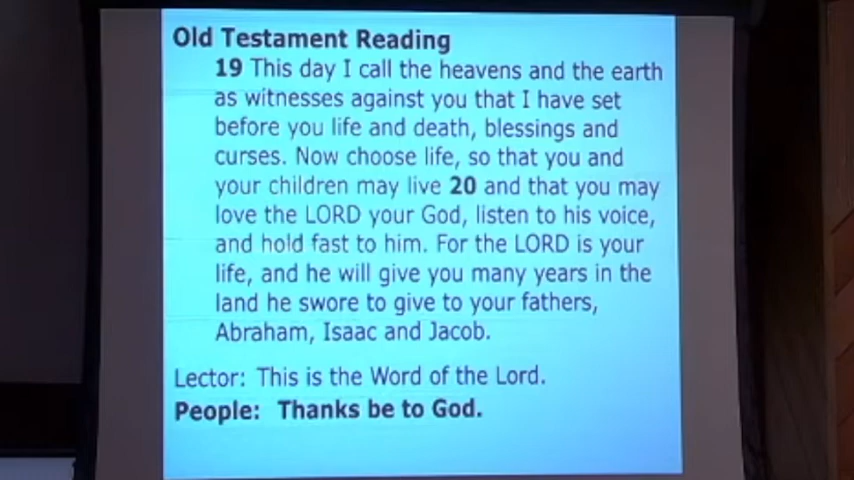 Old Testament Reading
19 This day I call the heavens and the earth
as witnesses against you that I have set
before you life and death, blessings and
curses. Now choose life, so that you and
your children may live 20 and that you may
love the LORD your God, listen to his voice,
and hold fast to him. For the LORD is your
life, and he will give you many years in the
land he swore to give to your fathers,
Abraham, Isaac and Jacob.
Lector: This is the Word of the Lord.
People: Thanks be to God.